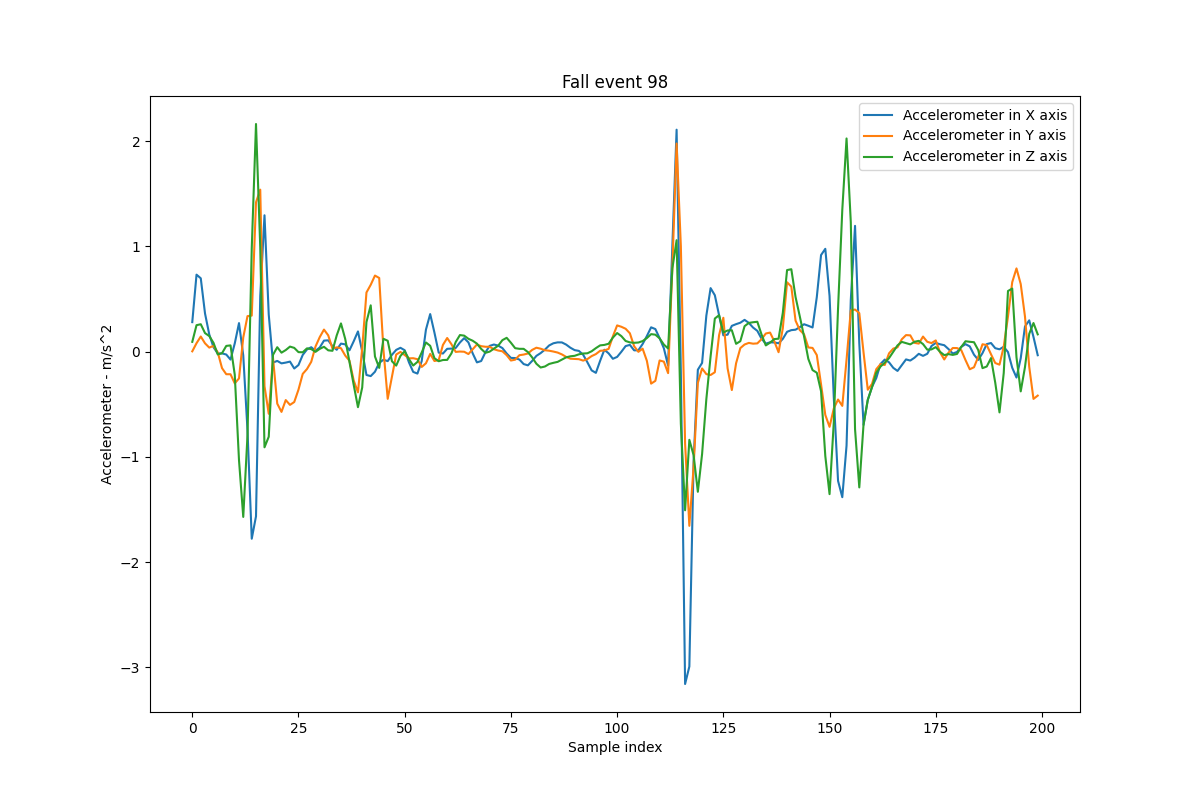 Fall event 98
Accelerometer in X axis
Accelerometer in Y axis
Accelerometer in Z axis
Accelerometer - m/s^2
2
1
0
−1
−2
−3
0 25 50 75 100 125 150 175 200
Sample index